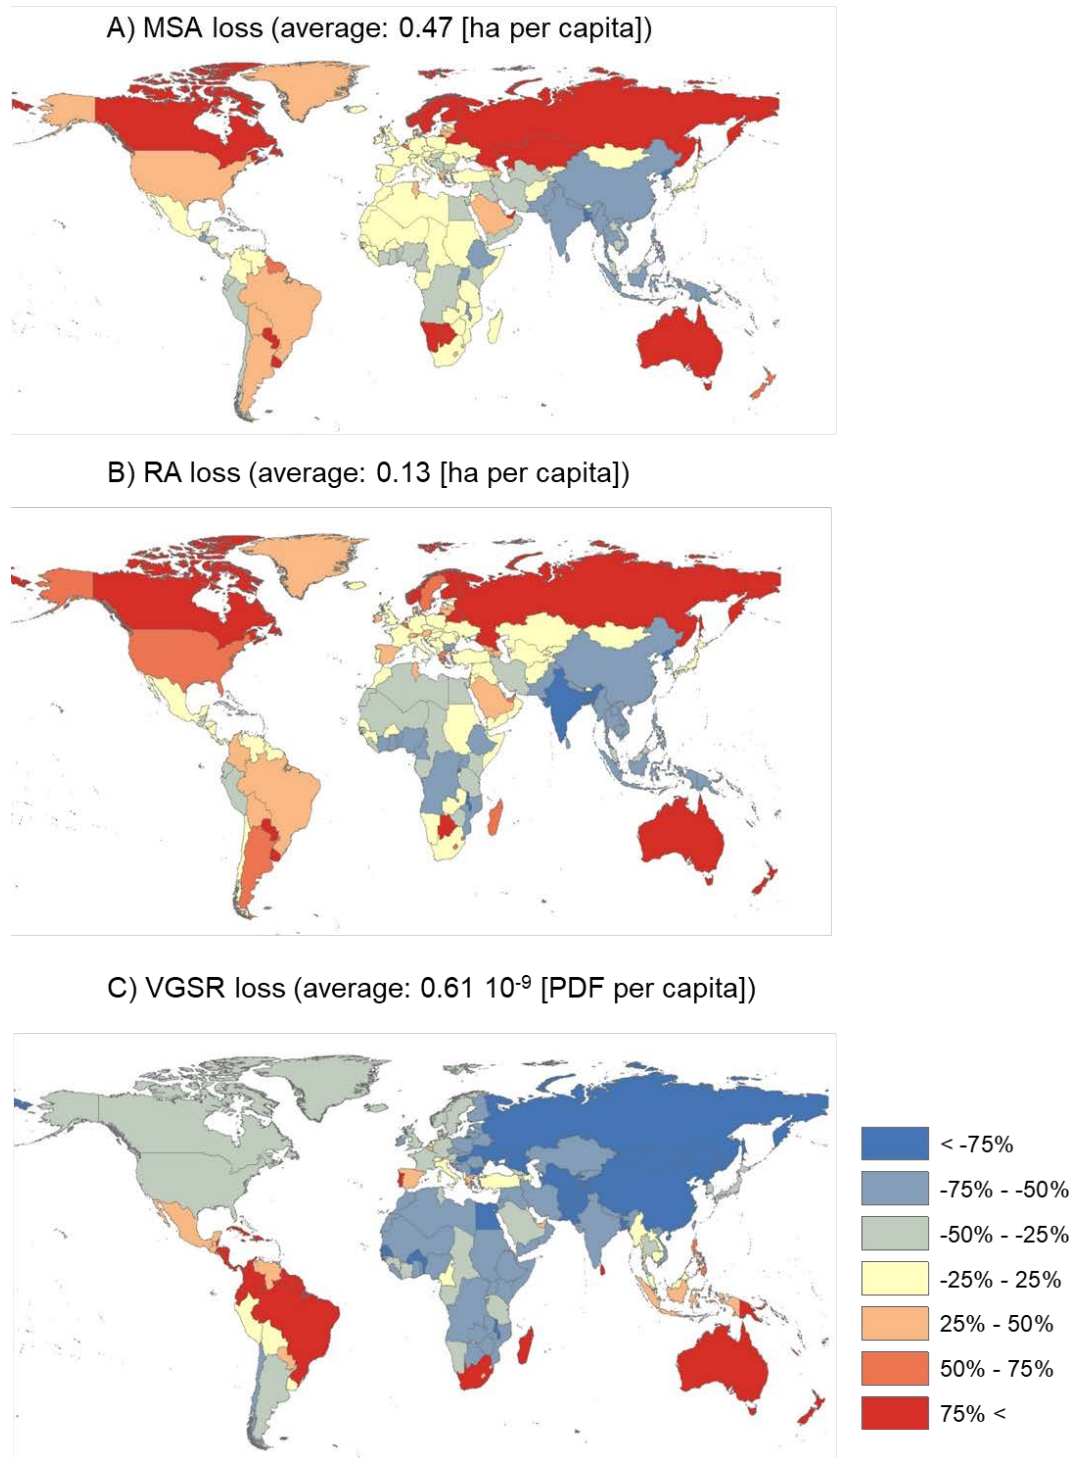 A) MSA loss (average: 0.47 [ha per capita])
B) RA loss (average: 0.13 [ha per capita])
C) VGSR loss (average: 0.61 10⁻⁹ [PDF per capita])
< -75%
-75% - -50%
-50% - -25%
-25% - 25%
25% - 50%
50% - 75%
75% <